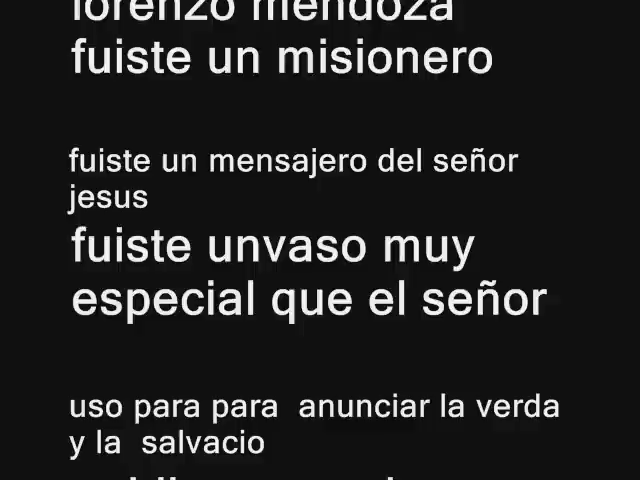 lorenzo mendoza
fuiste un misionero
fuiste un mensajero del señor
jesus
fuiste unvaso muy
especial que el señor
uso para para  anunciar la verda
y la  salvacio